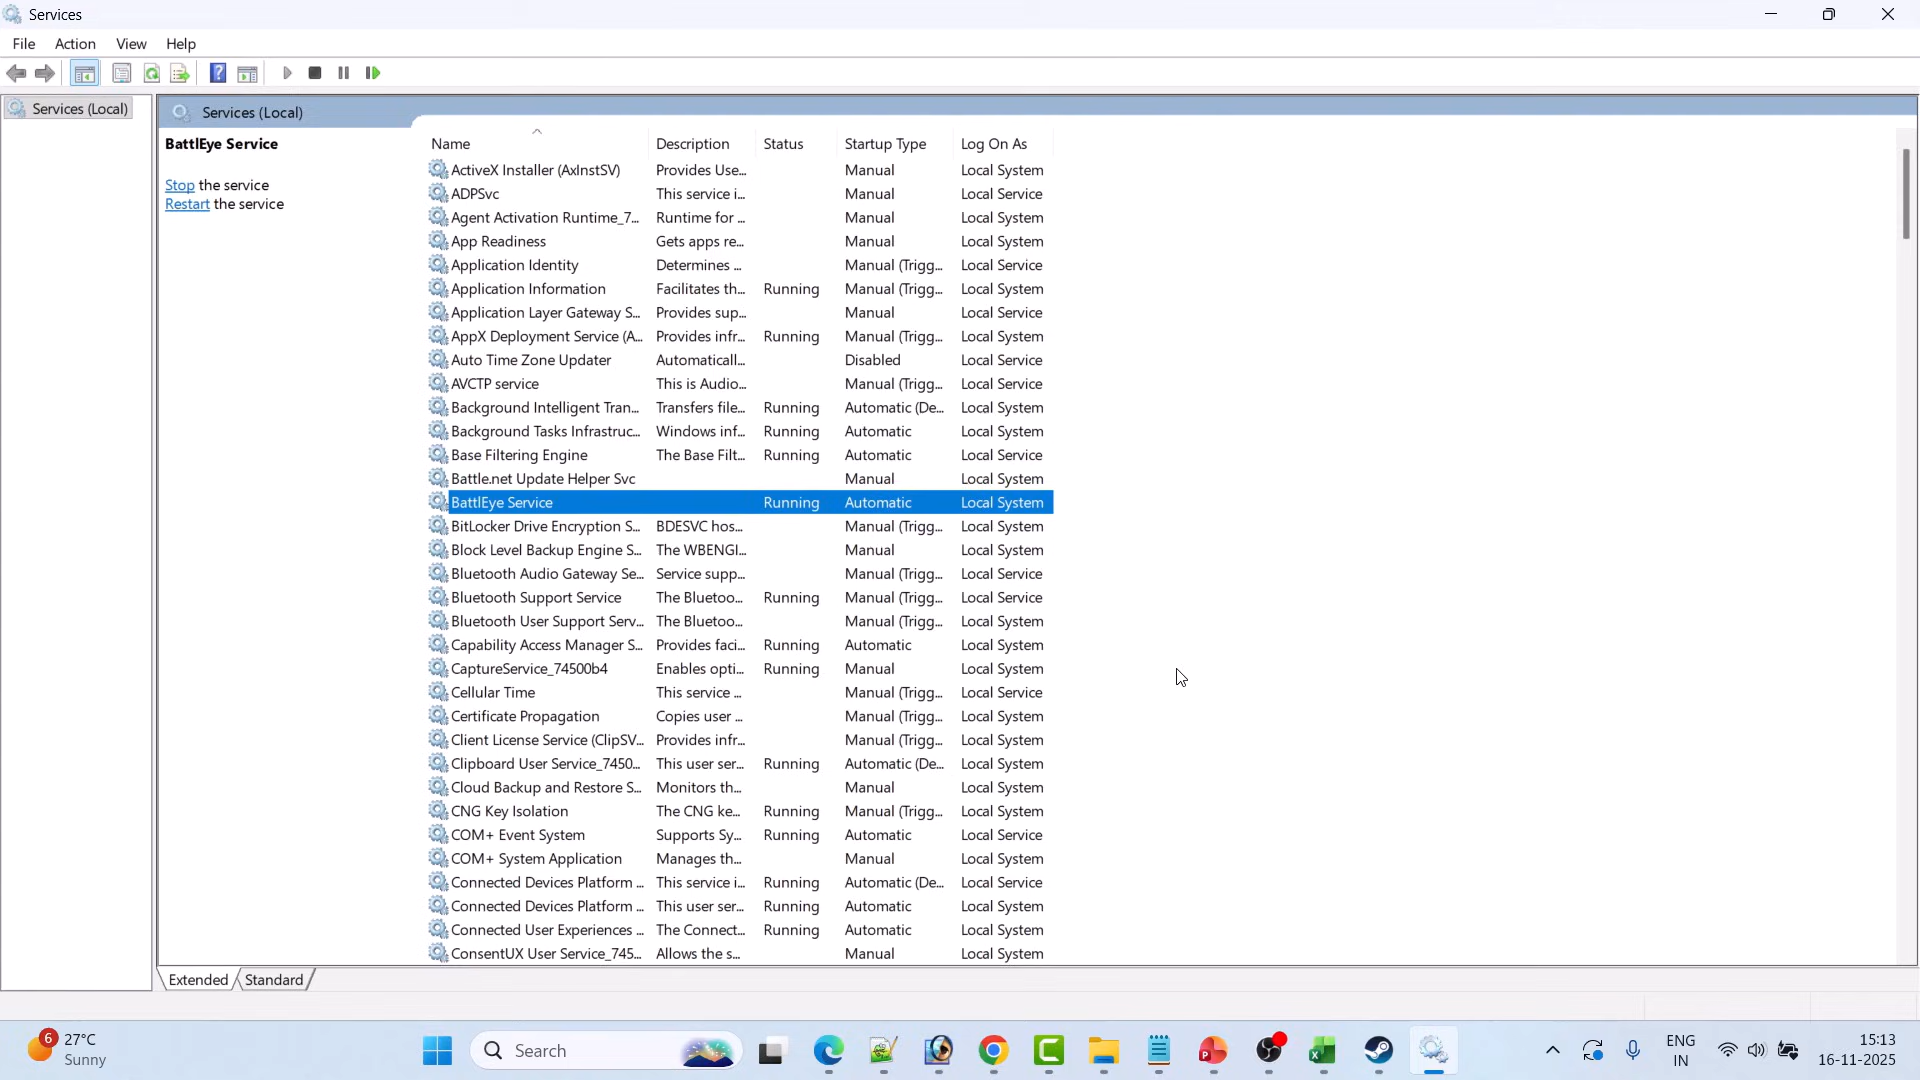 Services
File Action View Help
Services (Local)
Services (Local)
BattlEye Service
Stop the service
Restart the service
Name Description Status Startup Type Log On As
ActiveX Installer (AxInstSV) Provides Use... Manual Local System
ADPSvc This service i... Manual Local Service
Agent Activation Runtime_7... Runtime for ... Manual Local System
App Readiness Gets apps re... Manual Local System
Application Identity Determines ... Manual (Trigg... Local Service
Application Information Facilitates th... Running Manual (Trigg... Local System
Application Layer Gateway S... Provides sup... Manual Local Service
AppX Deployment Service (A... Provides infr... Running Manual (Trigg... Local System
Auto Time Zone Updater Automaticall... Disabled Local Service
AVCTP service This is Audio... Manual (Trigg... Local Service
Background Intelligent Tran... Transfers file... Running Automatic (De... Local System
Background Tasks Infrastruc... Windows inf... Running Automatic Local System
Base Filtering Engine The Base Filt... Running Automatic Local Service
Battle.net Update Helper Svc Manual Local System
BattlEye Service Running Automatic Local System
BitLocker Drive Encryption S... BDESVC hos... Manual (Trigg... Local System
Block Level Backup Engine S... The WBENGI... Manual Local System
Bluetooth Audio Gateway Se... Service supp... Manual (Trigg... Local Service
Bluetooth Support Service The Bluetoo... Running Manual (Trigg... Local Service
Bluetooth User Support Serv... The Bluetoo... Manual (Trigg... Local System
Capability Access Manager S... Provides faci... Running Automatic Local System
CaptureService_74500b4 Enables opti... Running Manual Local System
Cellular Time This service ... Manual (Trigg... Local Service
Certificate Propagation Copies user ... Manual (Trigg... Local System
Client License Service (ClipSV... Provides infr... Manual (Trigg... Local System
Clipboard User Service_7450... This user ser... Running Automatic (De... Local System
Cloud Backup and Restore S... Monitors th... Manual Local System
CNG Key Isolation The CNG ke... Running Manual (Trigg... Local System
COM+ Event System Supports Sy... Running Automatic Local Service
COM+ System Application Manages th... Manual Local System
Connected Devices Platform ... This service i... Running Automatic (De... Local Service
Connected Devices Platform ... This user ser... Running Automatic Local System
Connected User Experiences ... The Connect... Running Automatic Local System
ConsentUX User Service_745... Allows the s... Manual Local System
Extended Standard
6 27°C
Sunny
Search
ENG
IN
15:13
16-11-2025